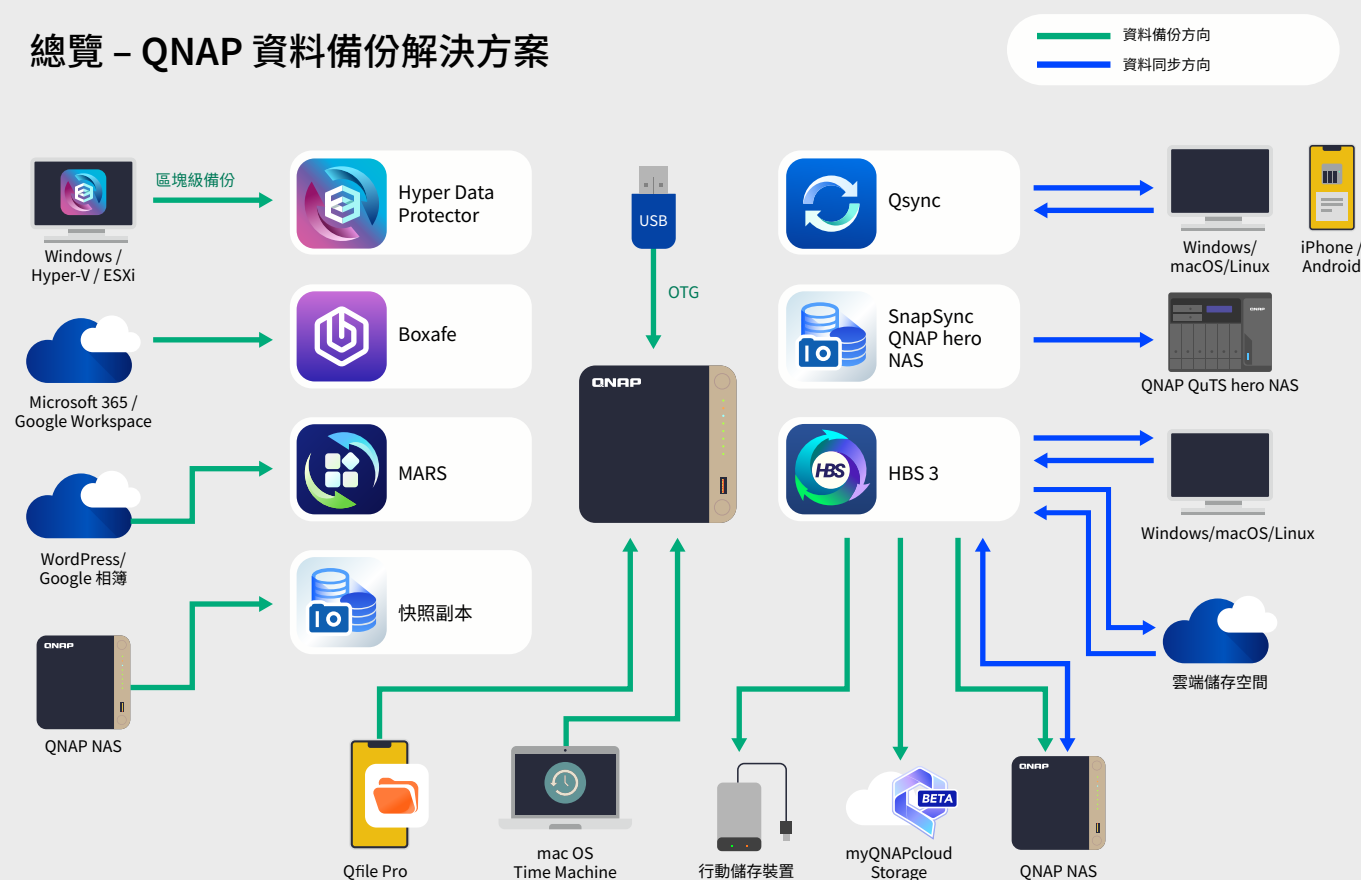 總覽 – QNAP 資料備份解決方案
資料備份方向
資料同步方向
區塊級備份
Windows /
Hyper-V / ESXi
Hyper Data
Protector
USB
OTG
Qsync
Windows/
macOS/Linux
iPhone /
Android
Microsoft 365 /
Google Workspace
Boxafe
SnapSync
QNAP hero
NAS
QNAP
QNAP QuTS hero NAS
QNAP
WordPress/
Google 相簿
MARS
HBS
HBS 3
Windows/macOS/Linux
QNAP
QNAP NAS
快照副本
雲端儲存空間
Qfile Pro
mac OS
Time Machine
行動儲存裝置
BETA
myQNAPcloud
Storage
QNAP
QNAP NAS